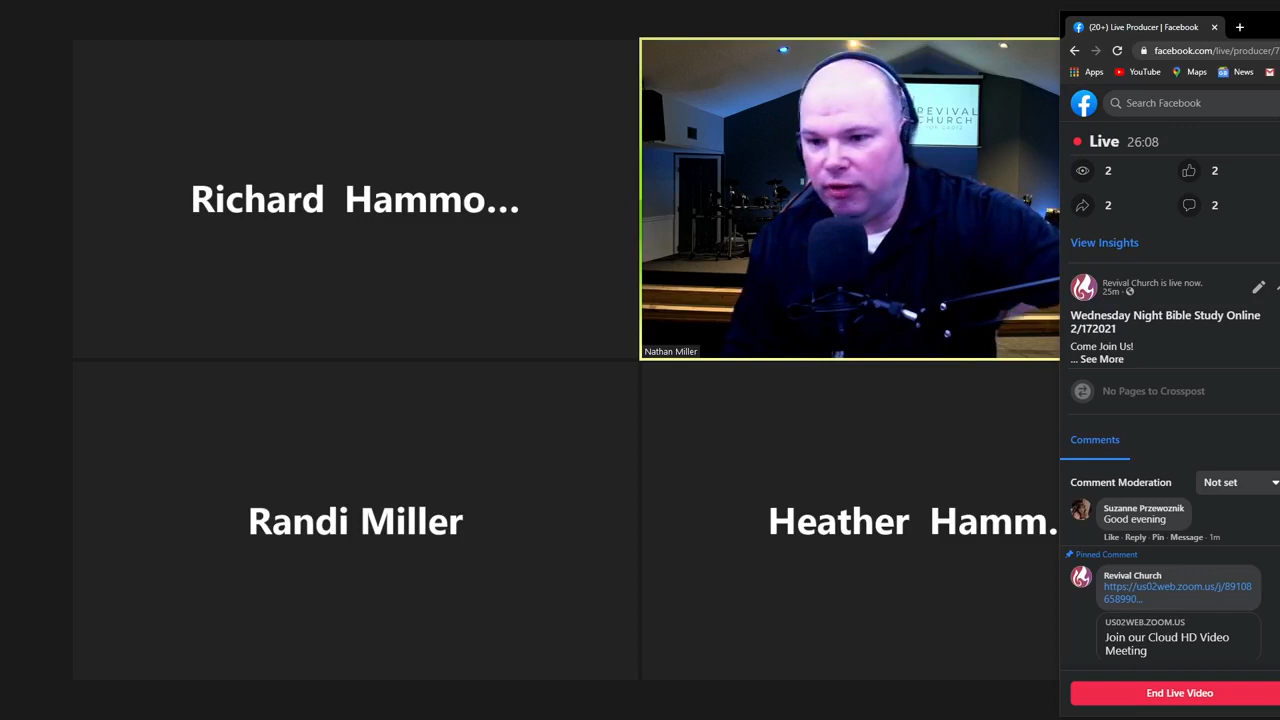 Richard Hammo...
REVIVAL
CHURCH
Nathan Miller
Randi Miller
Heather Hamm.
(20+) Live Producer | Facebook
facebook.com/live/producer/7
Apps YouTube Maps News
Search Facebook
Live 26:08
2 2
2 2
View Insights
Revival Church is live now.
25m ·
Wednesday Night Bible Study Online
2/172021
Come Join Us!
... See More
No Pages to Crosspost
Comments
Comment Moderation Not set
Suzanne Przewoznik
Good evening
Like · Reply · Pin · Message · 1m
Pinned Comment
Revival Church
https://us02web.zoom.us/j/89108
658990...
US02WEB.ZOOM.US
Join our Cloud HD Video
Meeting
End Live Video